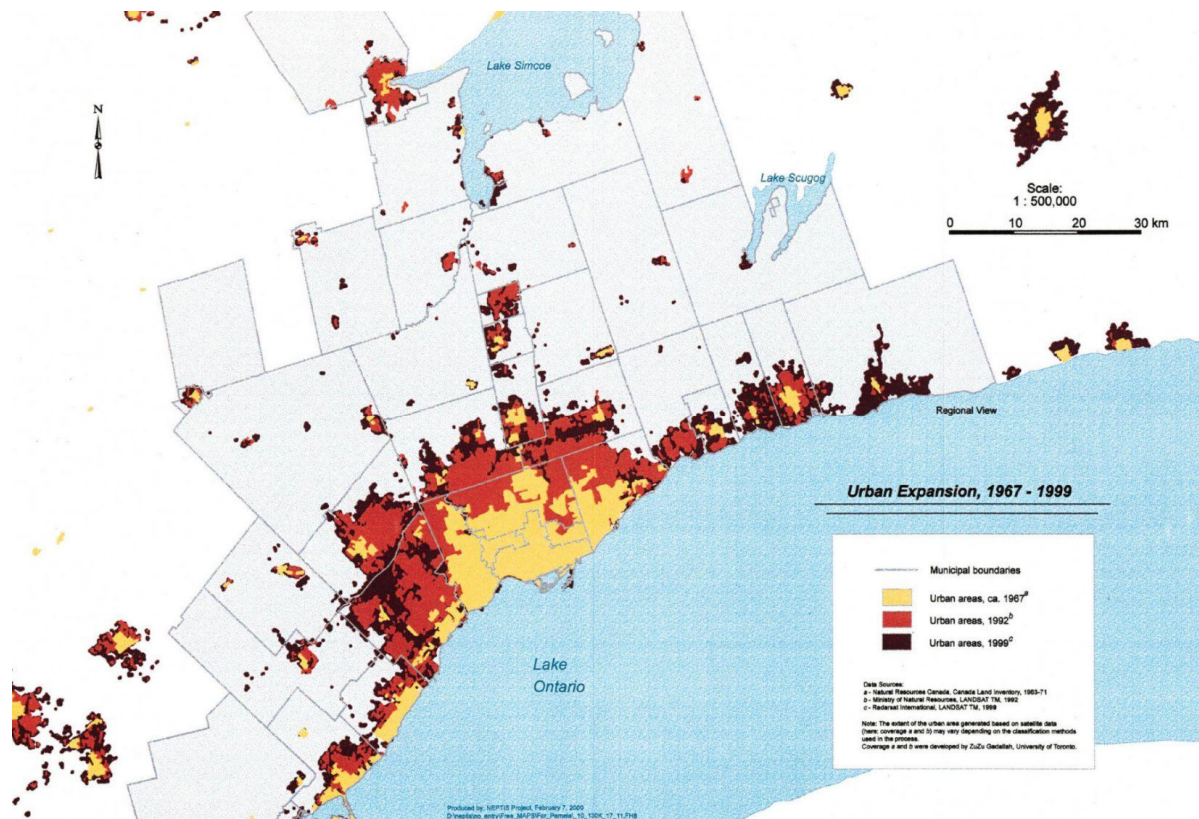 Lake Simcoe
N
Lake Scugog
Scale:
1 : 500,000
0 10 20 30 km
Regional View
Urban Expansion, 1967 - 1999
Municipal boundaries
Urban areas, ca. 1967a
Urban areas, 1992b
Urban areas, 1999c
Lake
Ontario
Data Sources:
a - Natural Resources Canada, Canada Land Inventory, 1963-71
b - Ministry of Natural Resources, LANDSAT TM, 1992
c - Radarsat International, LANDSAT TM, 1999
Note: The extent of the urban area generated based on satellite data
(here: coverage a and b) may vary depending on the classification methods
used in the process.
Coverage a and b were developed by ZuZu Gadallah, University of Toronto.
Produced by: NEPTIS Project, February 7, 2000